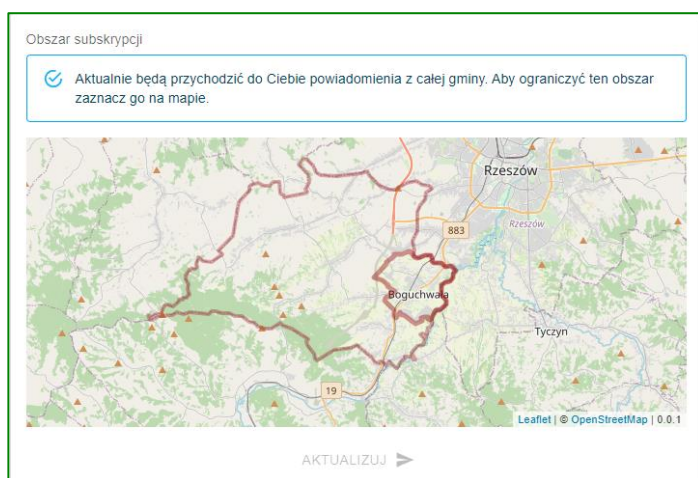 Obszar subskrypcji
Aktualnie będą przychodzić do Ciebie powiadomienia z całej gminy. Aby ograniczyć ten obszar
zaznacz go na mapie.
Rzeszów
883
Rzeszów
Boguchwała
Tyczyn
19
Leaflet | © OpenStreetMap | 0.0.1
AKTUALIZUJ